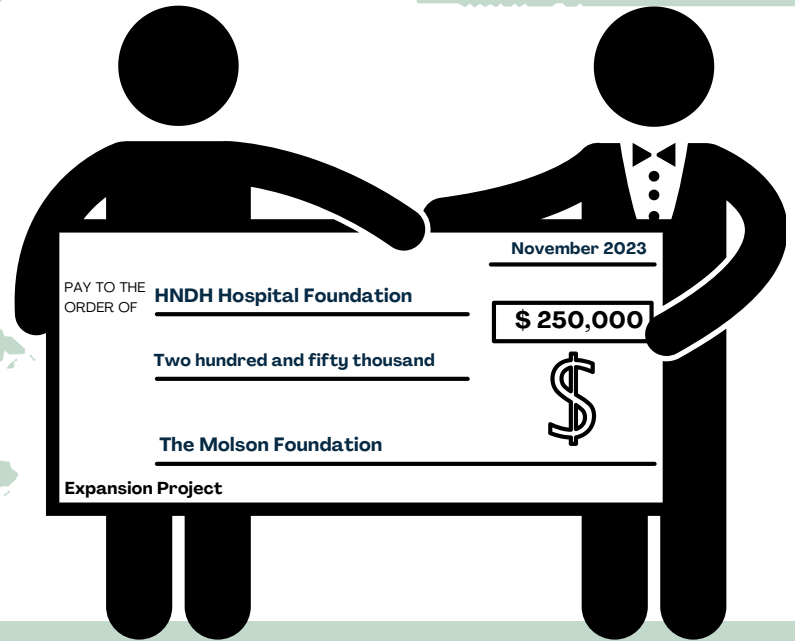 November 2023
PAY TO THE
ORDER OF
HNDH Hospital Foundation
$ 250,000
Two hundred and fifty thousand
$
The Molson Foundation
Expansion Project